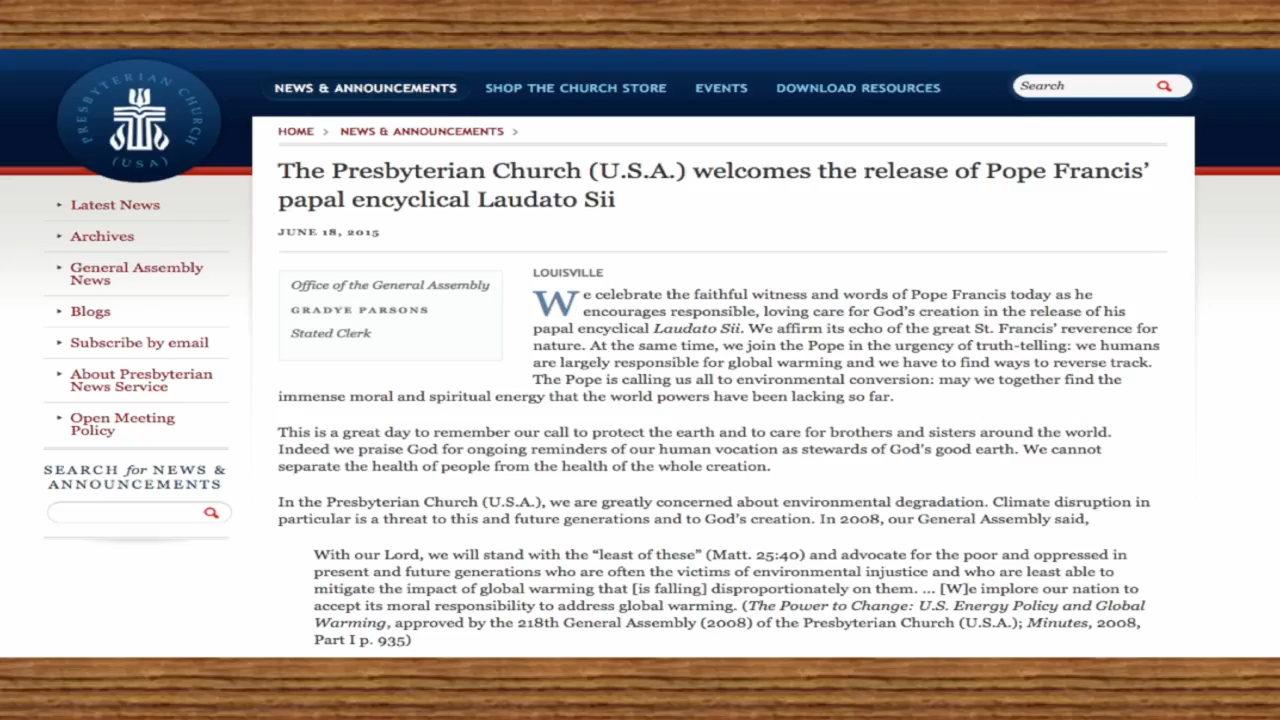 PRESBYTERIAN CHURCH
(USA)
NEWS & ANNOUNCEMENTS
SHOP THE CHURCH STORE
EVENTS
DOWNLOAD RESOURCES
Search
HOME > NEWS & ANNOUNCEMENTS >
The Presbyterian Church (U.S.A.) welcomes the release of Pope Francis’
papal encyclical Laudato Sii
JUNE 18, 2015
Latest News
Archives
General Assembly
News
Blogs
Subscribe by email
About Presbyterian
News Service
Open Meeting
Policy
SEARCH for NEWS &
ANNOUNCEMENTS
Office of the General Assembly
GRADYE PARSONS
Stated Clerk
LOUISVILLE
We celebrate the faithful witness and words of Pope Francis today as he
encourages responsible, loving care for God’s creation in the release of his
papal encyclical Laudato Sii. We affirm its echo of the great St. Francis’ reverence for
nature. At the same time, we join the Pope in the urgency of truth-telling: we humans
are largely responsible for global warming and we have to find ways to reverse track.
The Pope is calling us all to environmental conversion: may we together find the
immense moral and spiritual energy that the world powers have been lacking so far.
This is a great day to remember our call to protect the earth and to care for brothers and sisters around the world.
Indeed we praise God for ongoing reminders of our human vocation as stewards of God’s good earth. We cannot
separate the health of people from the health of the whole creation.
In the Presbyterian Church (U.S.A.), we are greatly concerned about environmental degradation. Climate disruption in
particular is a threat to this and future generations and to God’s creation. In 2008, our General Assembly said,
With our Lord, we will stand with the “least of these” (Matt. 25:40) and advocate for the poor and oppressed in
present and future generations who are often the victims of environmental injustice and who are least able to
mitigate the impact of global warming that [is falling] disproportionately on them. ... [W]e implore our nation to
accept its moral responsibility to address global warming. (The Power to Change: U.S. Energy Policy and Global
Warming, approved by the 218th General Assembly (2008) of the Presbyterian Church (U.S.A.); Minutes, 2008,
Part I p. 935)